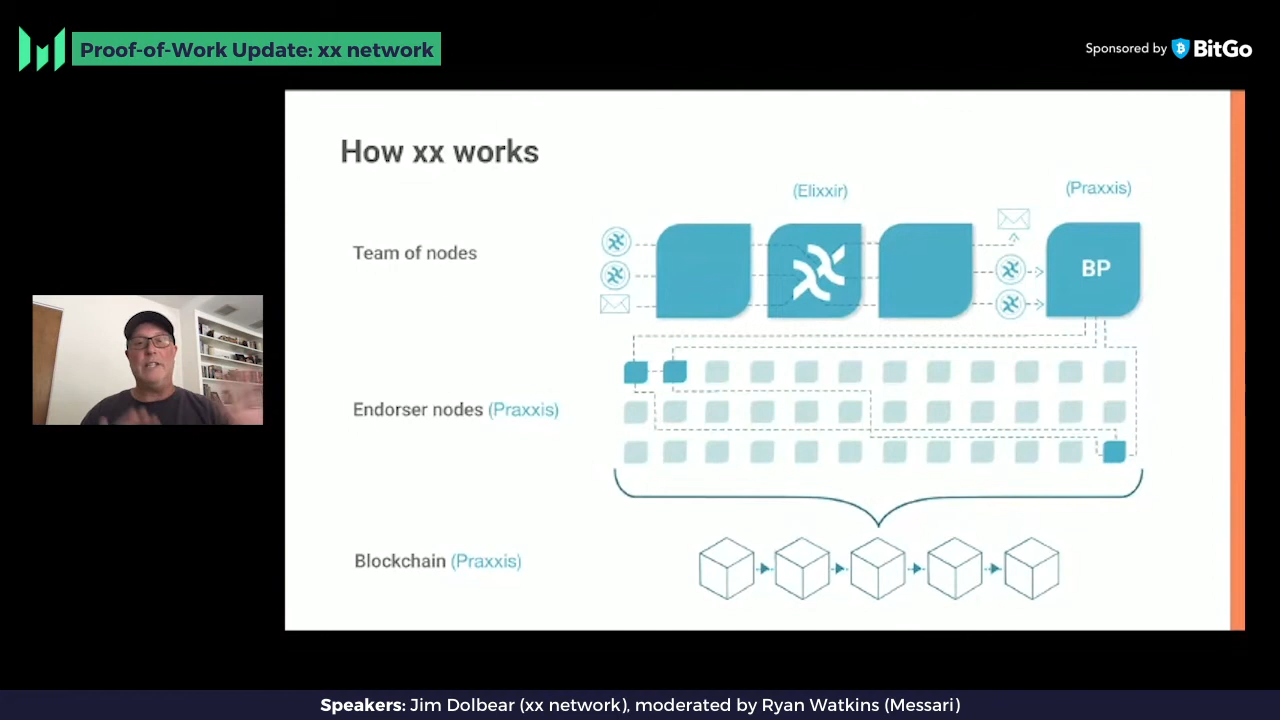 Proof-of-Work Update: xx network
Sponsored by BitGo
How xx works
(Elixxir)
(Praxxis)
Team of nodes
BP
Endorser nodes (Praxxis)
Blockchain (Praxxis)
Speakers: Jim Dolbear (xx network), moderated by Ryan Watkins (Messari)